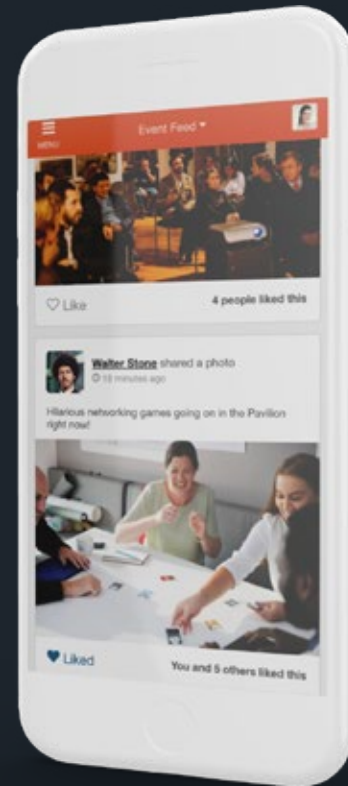 MENU
Event Feed
Like
4 people liked this
Walter Stone shared a photo
18 minutes ago
Hilarious networking games going on in the Pavilion
right now!
Liked
You and 5 others liked this